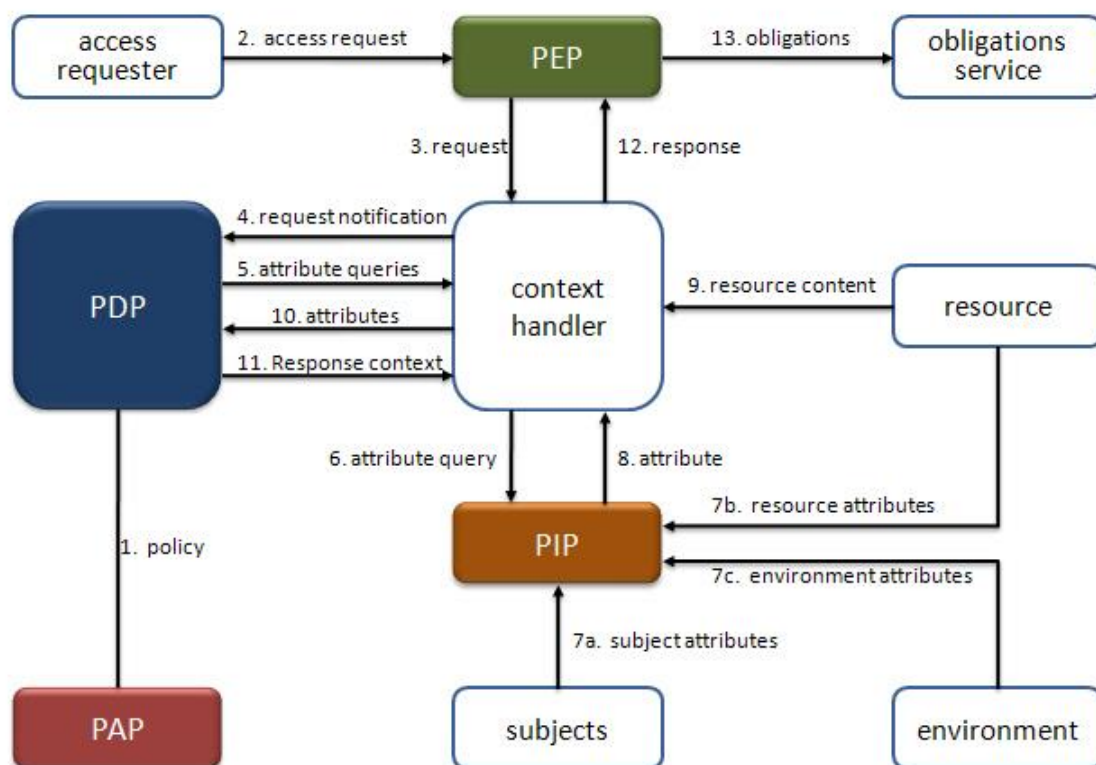 access
requester
2. access request
PEP
13. obligations
obligations
service
3. request
12. response
PDP
4. request notification
5. attribute queries
10. attributes
11. Response context
context
handler
9. resource content
resource
6. attribute query
8. attribute
7b. resource attributes
PIP
7c. environment attributes
1. policy
7a. subject attributes
PAP
subjects
environment